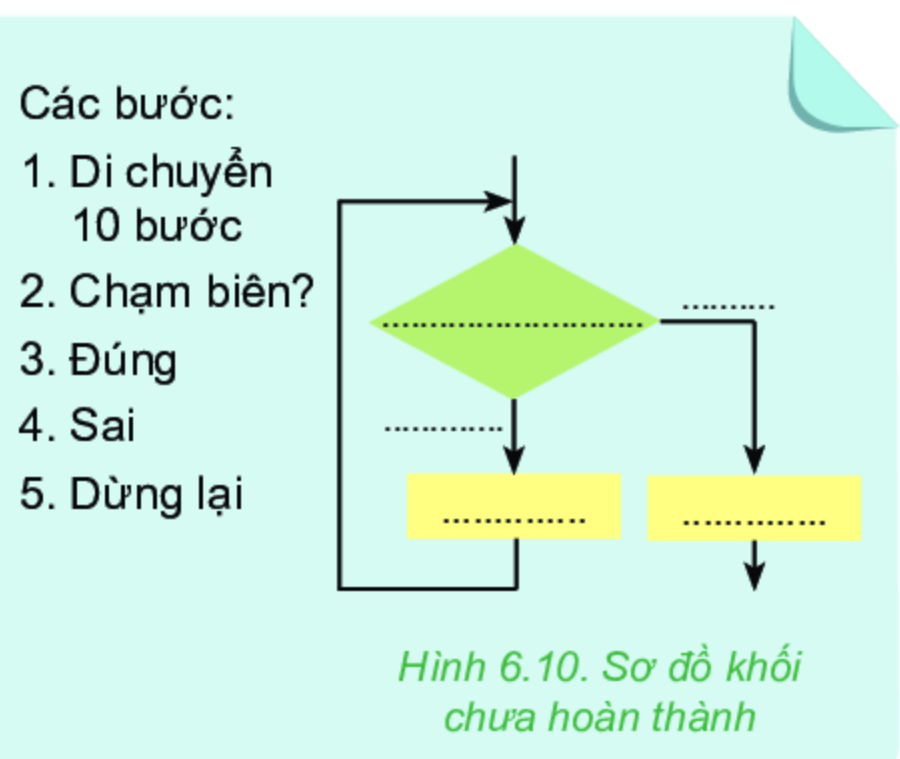 Các bước:
1. Di chuyển
10 bước
2. Chạm biên?
3. Đúng
4. Sai
5. Dừng lại
Hình 6.10. Sơ đồ khối
chưa hoàn thành